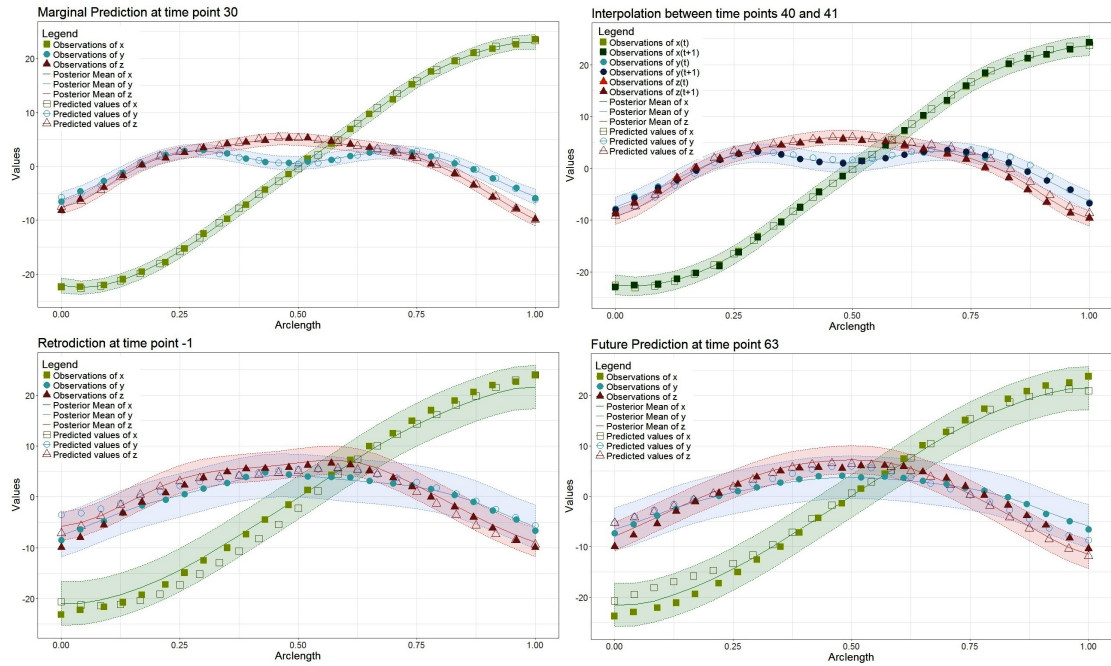 Marginal Prediction at time point 30
Legend
Observations of x
Observations of y
Observations of z
Posterior Mean of x
Posterior Mean of y
Posterior Mean of z
Predicted values of x
Predicted values of y
Predicted values of z
Values
20
10
0
-10
-20
0.00 0.25 0.50 0.75 1.00
Arclength
Interpolation between time points 40 and 41
Legend
Observations of x(t)
Observations of x(t+1)
Observations of y(t)
Observations of y(t+1)
Observations of z(t)
Observations of z(t+1)
Posterior Mean of x
Posterior Mean of y
Posterior Mean of z
Predicted values of x
Predicted values of y
Predicted values of z
Values
20
10
0
-10
-20
0.00 0.25 0.50 0.75 1.00
Arclength
Retrodiction at time point -1
Legend
Observations of x
Observations of y
Observations of z
Posterior Mean of x
Posterior Mean of y
Posterior Mean of z
Predicted values of x
Predicted values of y
Predicted values of z
Values
20
10
0
-10
-20
0.00 0.25 0.50 0.75 1.00
Arclength
Future Prediction at time point 63
Legend
Observations of x
Observations of y
Observations of z
Posterior Mean of x
Posterior Mean of y
Posterior Mean of z
Predicted values of x
Predicted values of y
Predicted values of z
Values
20
10
0
-10
-20
0.00 0.25 0.50 0.75 1.00
Arclength